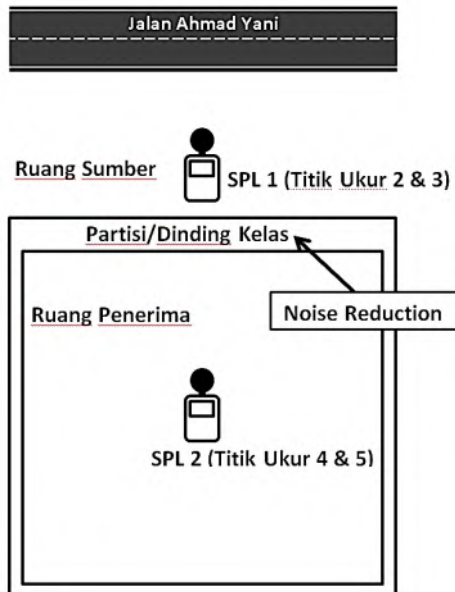 Jalan Ahmad Yani
Ruang Sumber
SPL 1 (Titik Ukur 2 & 3)
Partisi/Dinding Kelas
Ruang Penerima
Noise Reduction
SPL 2 (Titik Ukur 4 & 5)